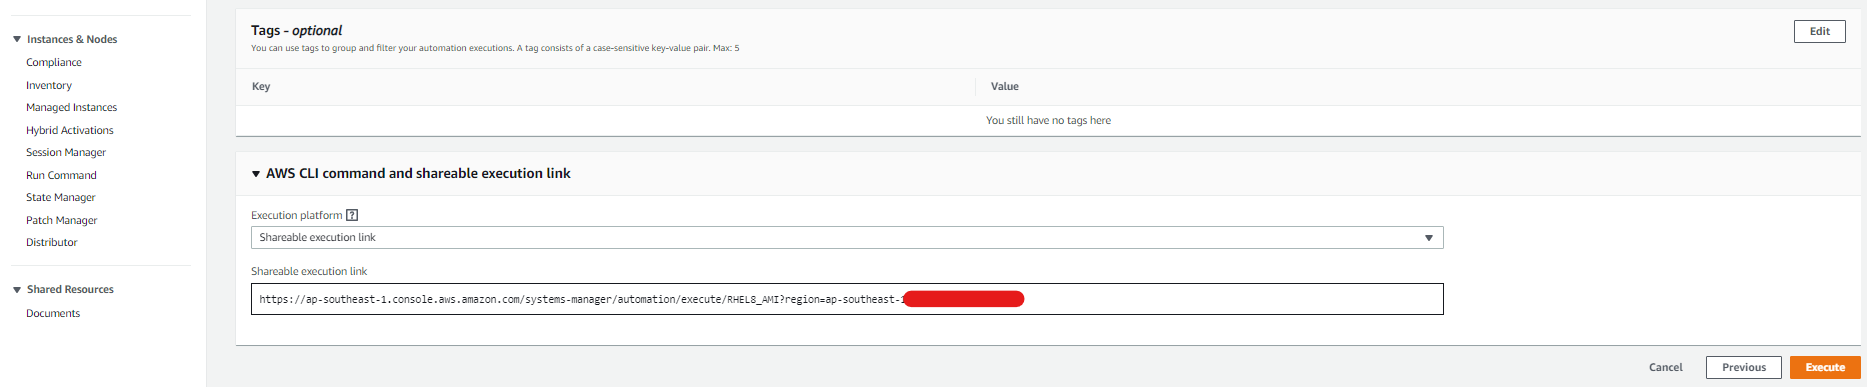 Instances & Nodes
Compliance
Inventory
Managed Instances
Hybrid Activations
Session Manager
Run Command
State Manager
Patch Manager
Distributor
Shared Resources
Documents
Tags - optional
You can use tags to group and filter your automation executions. A tag consists of a case-sensitive key-value pair. Max: 5
Edit
Key Value
You still have no tags here
AWS CLI command and shareable execution link
Execution platform [?]
Shareable execution link
Shareable execution link
https://ap-southeast-1.console.aws.amazon.com/systems-manager/automation/execute/RHEL8_AMI?region=ap-southeast-1
Cancel Previous Execute